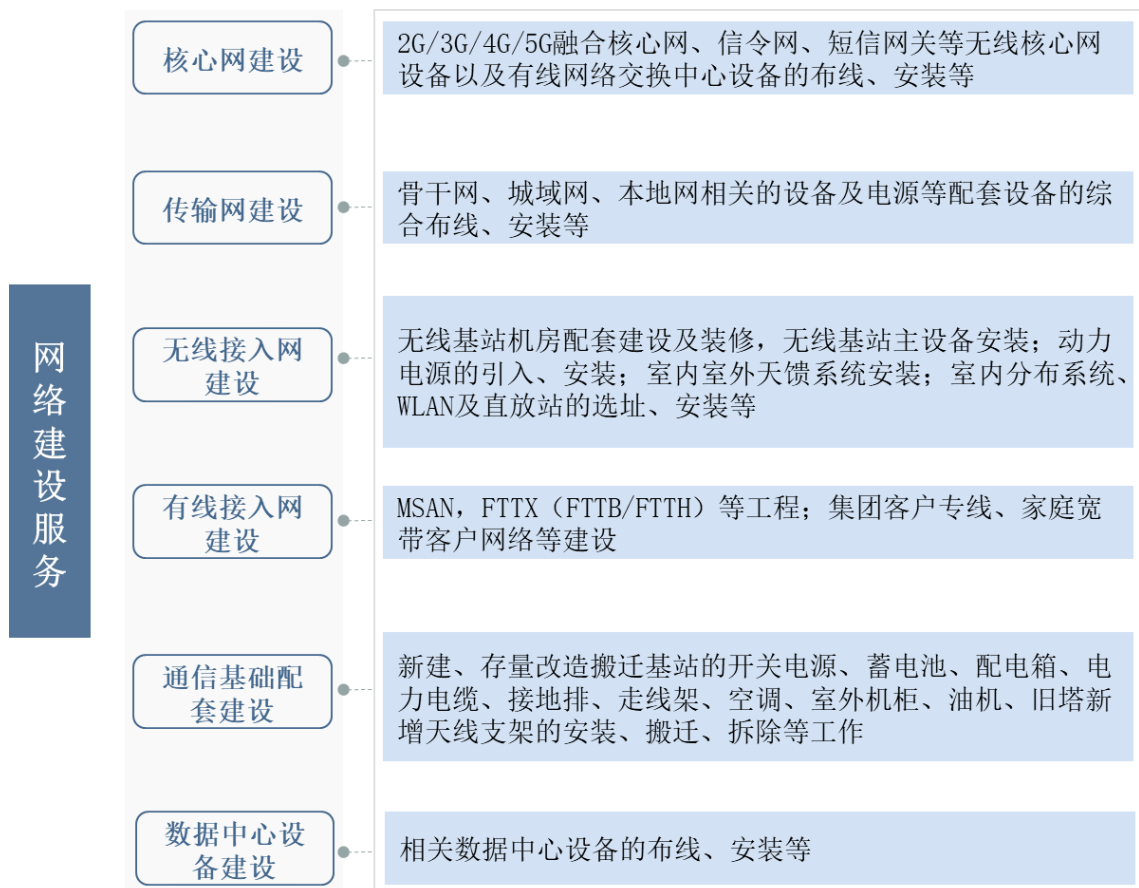 网络建设服务
核心网建设
2G/3G/4G/5G融合核心网、信令网、短信网关等无线核心网
设备以及有线网络交换中心设备的布线、安装等
传输网建设
骨干网、城域网、本地网相关的设备及电源等配套设备的综
合布线、安装等
无线接入网
建设
无线基站机房配套建设及装修，无线基站主设备安装；动力
电源的引入、安装；室内室外天馈系统安装；室内分布系统、
WLAN及直放站的选址、安装等
有线接入网
建设
MSAN，FTTX（FTTB/FTTH）等工程；集团客户专线、家庭宽
带客户网络等建设
通信基础配
套建设
新建、存量改造搬迁基站的开关电源、蓄电池、配电箱、电
力电缆、接地排、走线架、空调、室外机柜、油机、旧塔新
增天线支架的安装、搬迁、拆除等工作
数据中心设
备建设
相关数据中心设备的布线、安装等